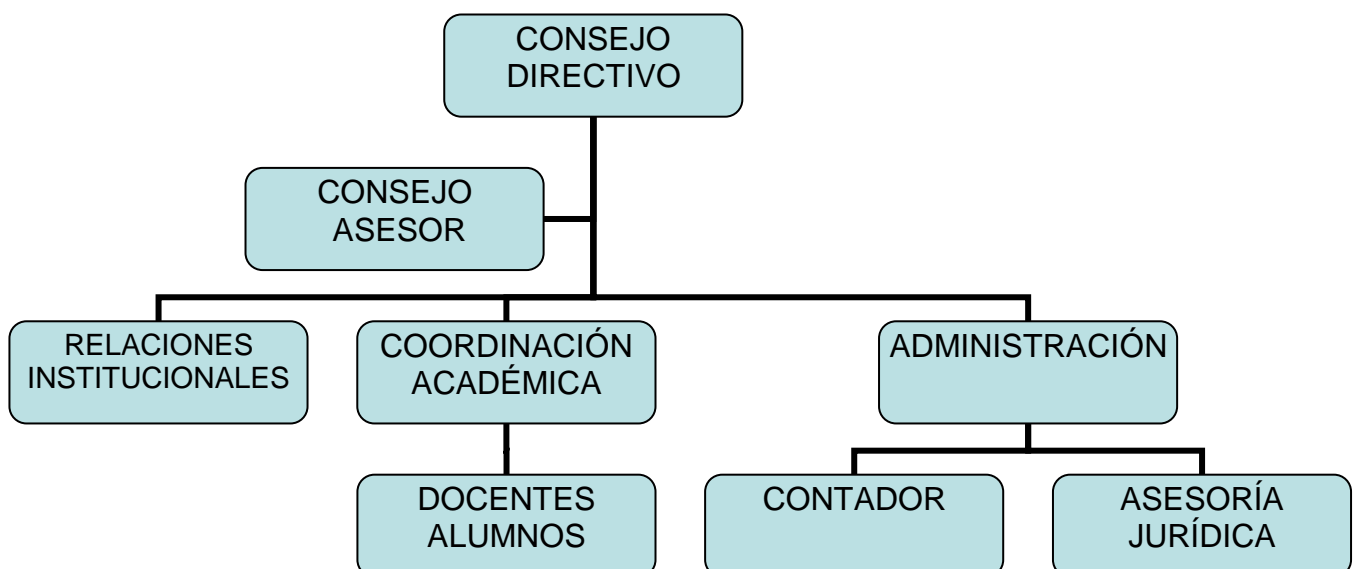 CONSEJO
DIRECTIVO
CONSEJO
ASESOR
RELACIONES
INSTITUCIONALES
COORDINACIÓN
ACADÉMICA
ADMINISTRACIÓN
DOCENTES
ALUMNOS
CONTADOR
ASESORÍA
JURÍDICA